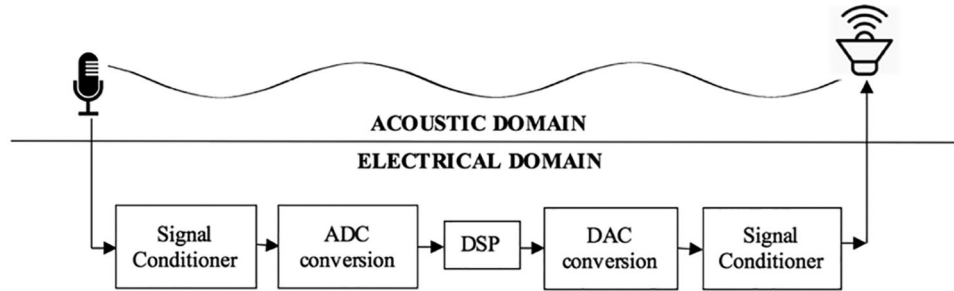 ACOUSTIC DOMAIN
ELECTRICAL DOMAIN
Signal
Conditioner
ADC
conversion
DSP
DAC
conversion
Signal
Conditioner